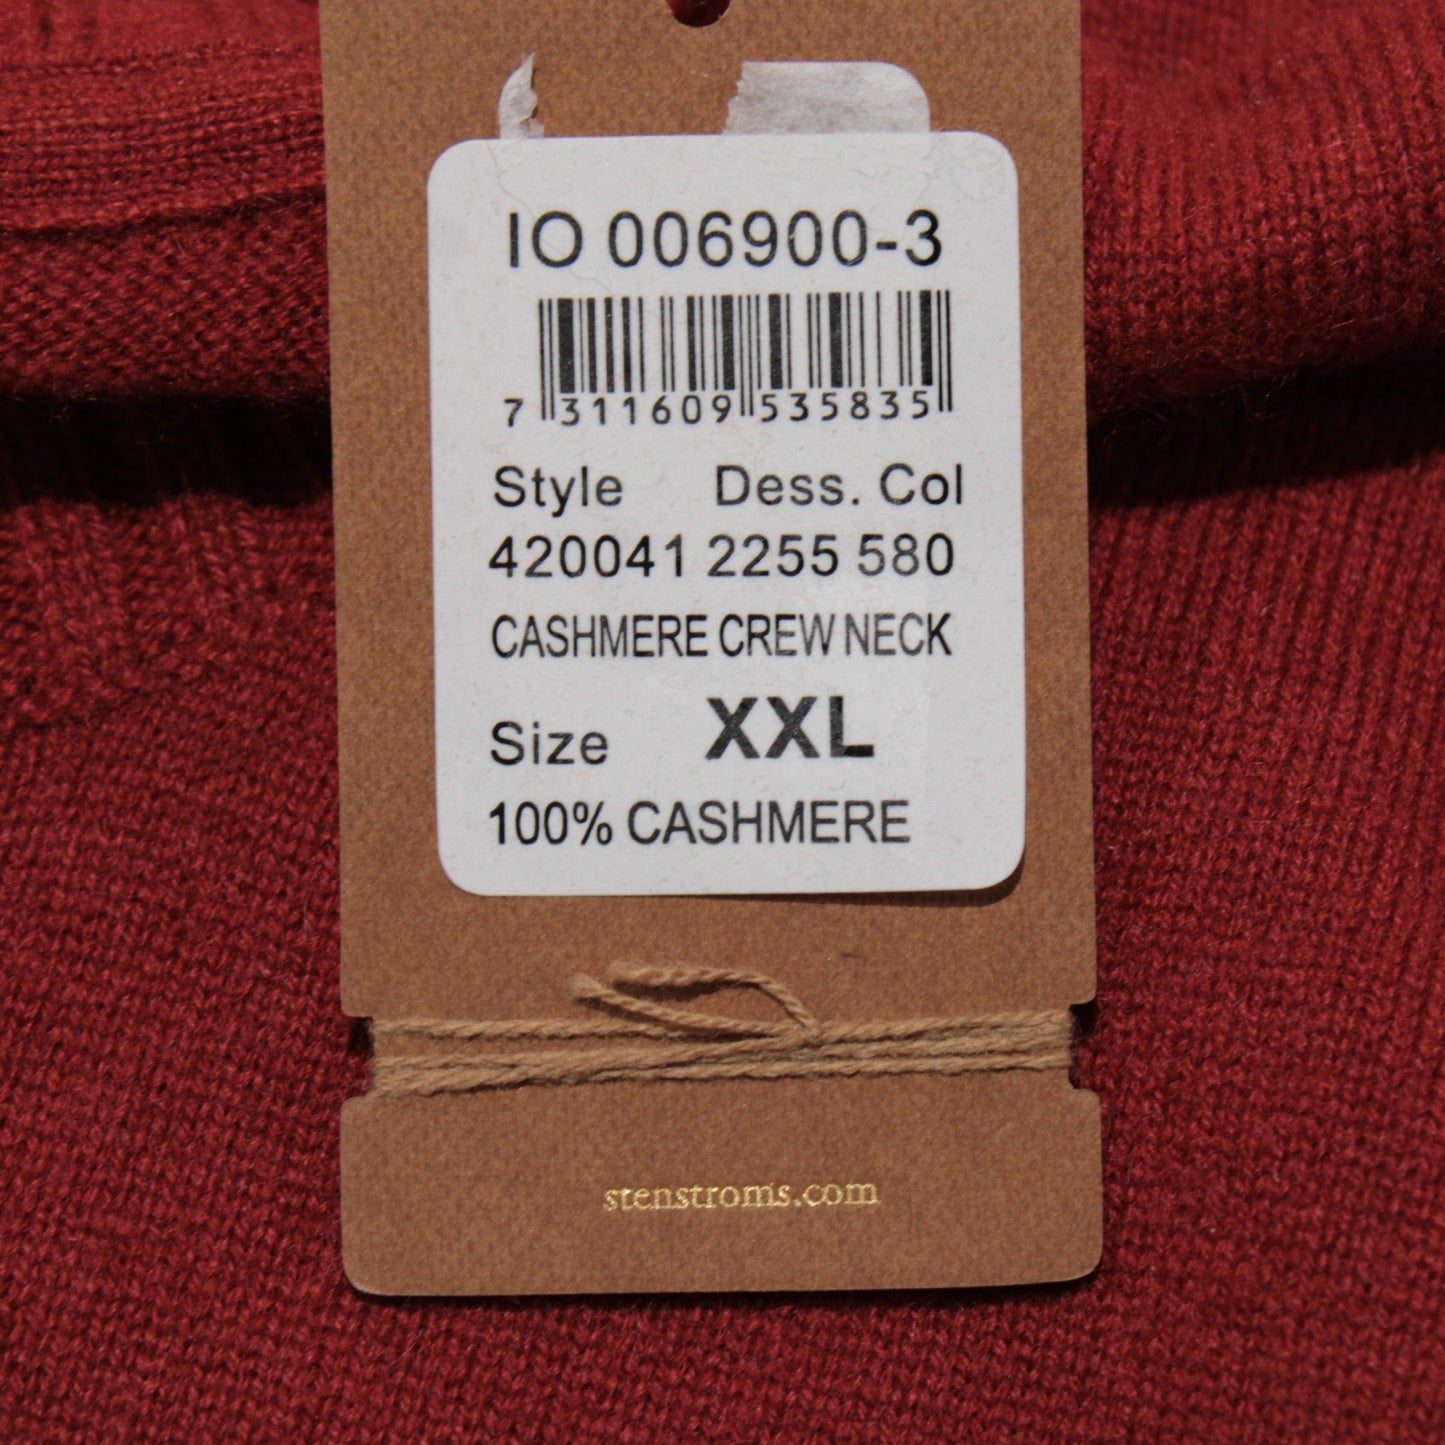 IO 006900-3
7 311609 535835
Style Dess. Col
420041 2255 580
CASHMERE CREW NECK
Size XXL
100% CASHMERE
stenstroms.com